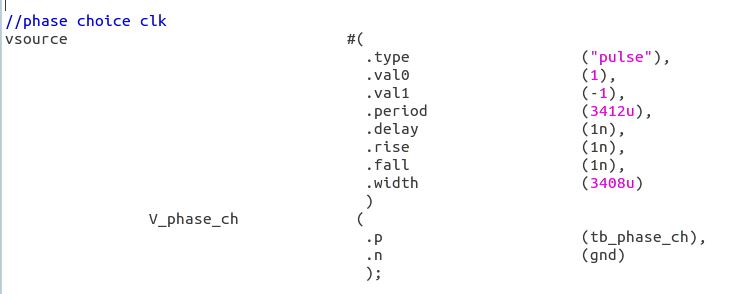 //phase choice clk
vsource #(
.type ("pulse"),
.val0 (1),
.val1 (-1),
.period (3412u),
.delay (1n),
.rise (1n),
.fall (1n),
.width (3408u)
)
V_phase_ch (
.p (tb_phase_ch),
.n (gnd)
);